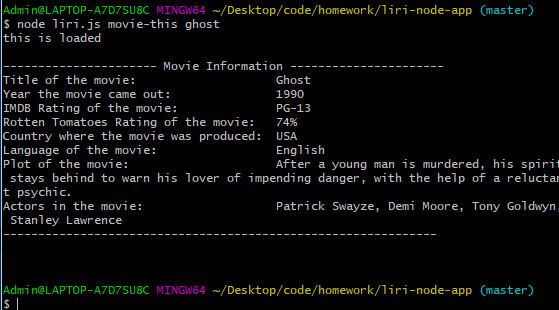 Admin@LAPTOP-A7D7SU8C MINGW64 ~/Desktop/code/homework/liri-node-app (master)
$ node liri.js movie-this ghost
this is loaded
---------------------- Movie Information ----------------------
Title of the movie: Ghost
Year the movie came out: 1990
IMDB Rating of the movie: PG-13
Rotten Tomatoes Rating of the movie: 74%
Country where the movie was produced: USA
Language of the movie: English
Plot of the movie: After a young man is murdered, his spirit
stays behind to warn his lover of impending danger, with the help of a reluctan
t psychic.
Actors in the movie: Patrick Swayze, Demi Moore, Tony Goldwyn,
Stanley Lawrence
--------------------------------------------------------------
Admin@LAPTOP-A7D7SU8C MINGW64 ~/Desktop/code/homework/liri-node-app (master)
$